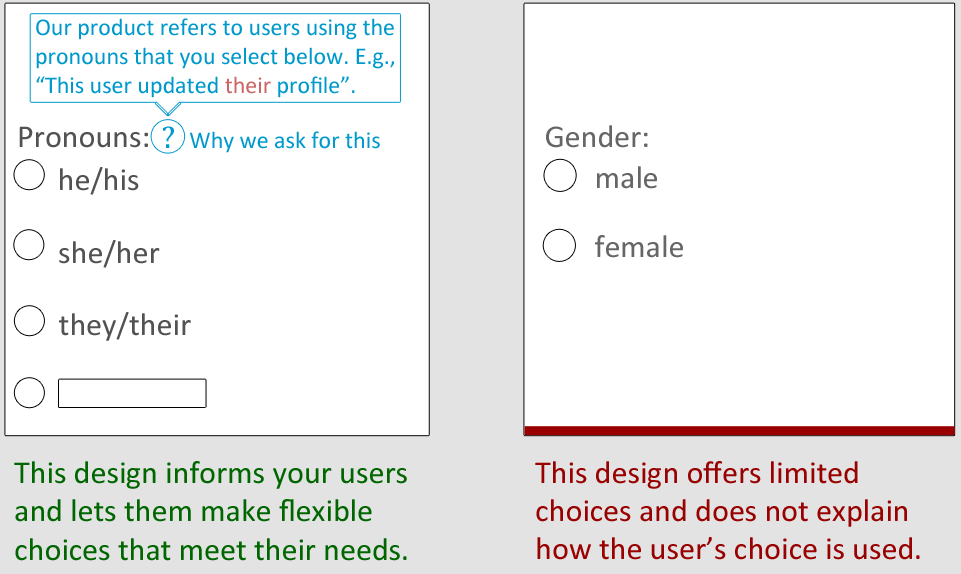 Our product refers to users using the
pronouns that you select below. E.g.,
“This user updated their profile”.
Pronouns: ? Why we ask for this
he/his
she/her
they/their
This design informs your users
and lets them make flexible
choices that meet their needs.
Gender:
male
female
This design offers limited
choices and does not explain
how the user’s choice is used.